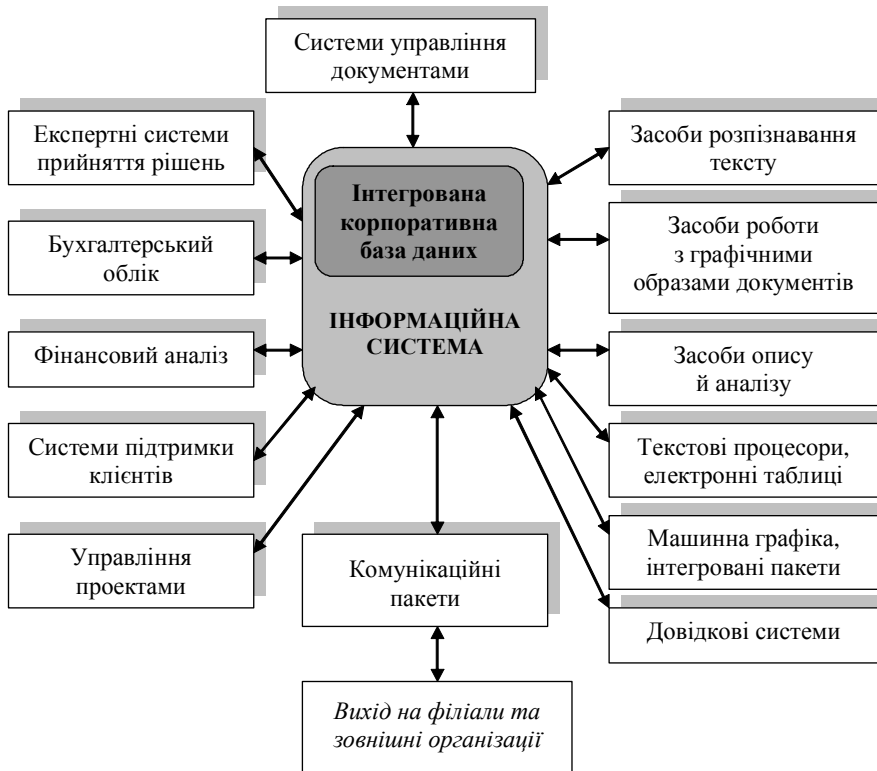 Системи управління
документами
Експертні системи
прийняття рішень
Бухгалтерський
облік
Фінансовий аналіз
Системи підтримки
клієнтів
Управління
проектами
Інтегрована
корпоративна
база даних
ІНФОРМАЦІЙНА
СИСТЕМА
Комунікаційні
пакети
Вихід на філіали та
зовнішні організації
Засоби розпізнавання
тексту
Засоби роботи
з графічними
образами документів
Засоби опису
й аналізу
Текстові процесори,
електронні таблиці
Машинна графіка,
інтегровані пакети
Довідкові системи